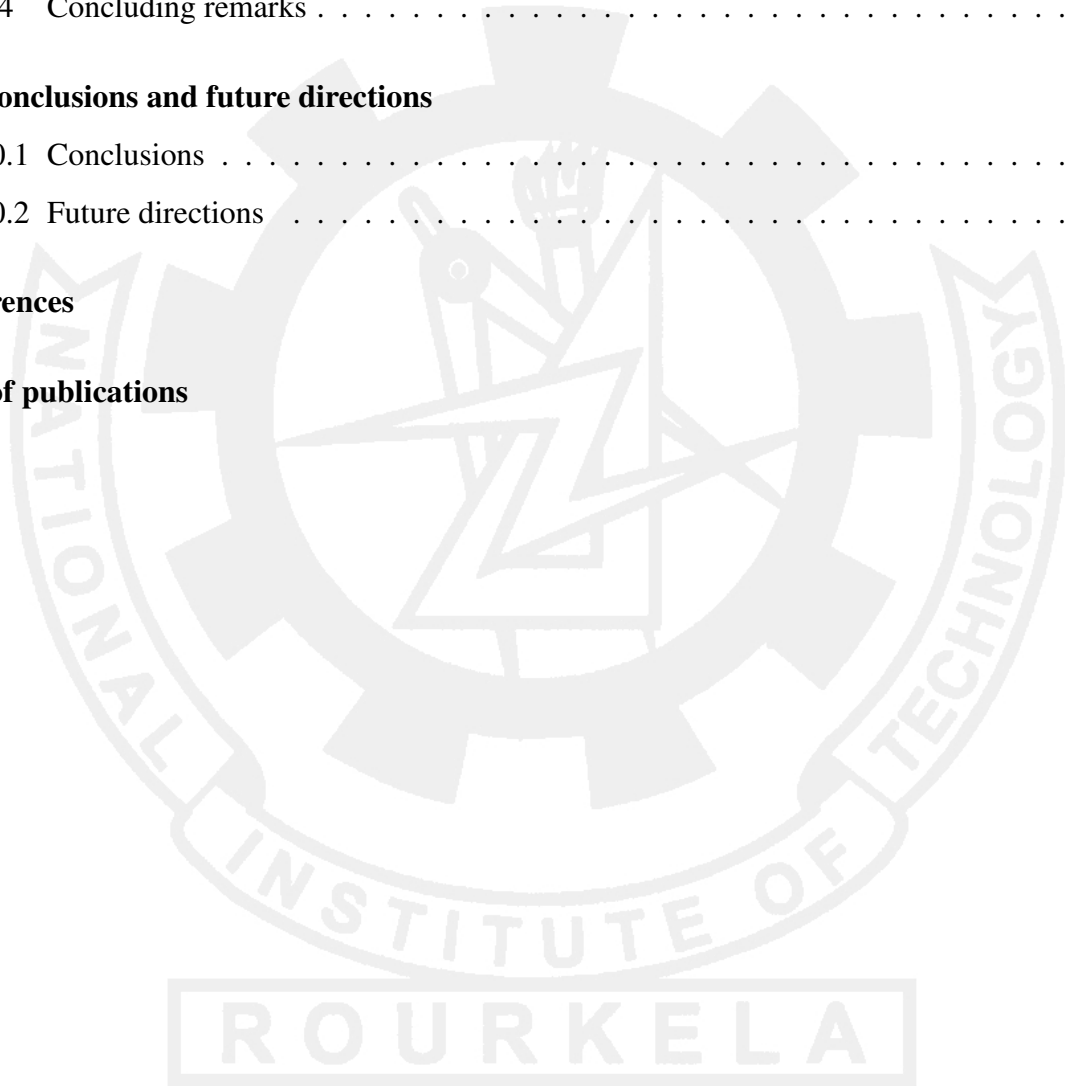 4 Concluding remarks . . . . . . . . . . . . . . . . . . . . . . . . . . . . . . . .
onclusions and future directions
0.1 Conclusions . . . . . . . . . . . . . . . . . . . . . . . . . . . . . . . . . . . .
0.2 Future directions . . . . . . . . . . . . . . . . . . . . . . . . . . . . . . . . .
rences
of publications
NATIONAL INSTITUTE OF TECHNOLOGY
ROURKELA